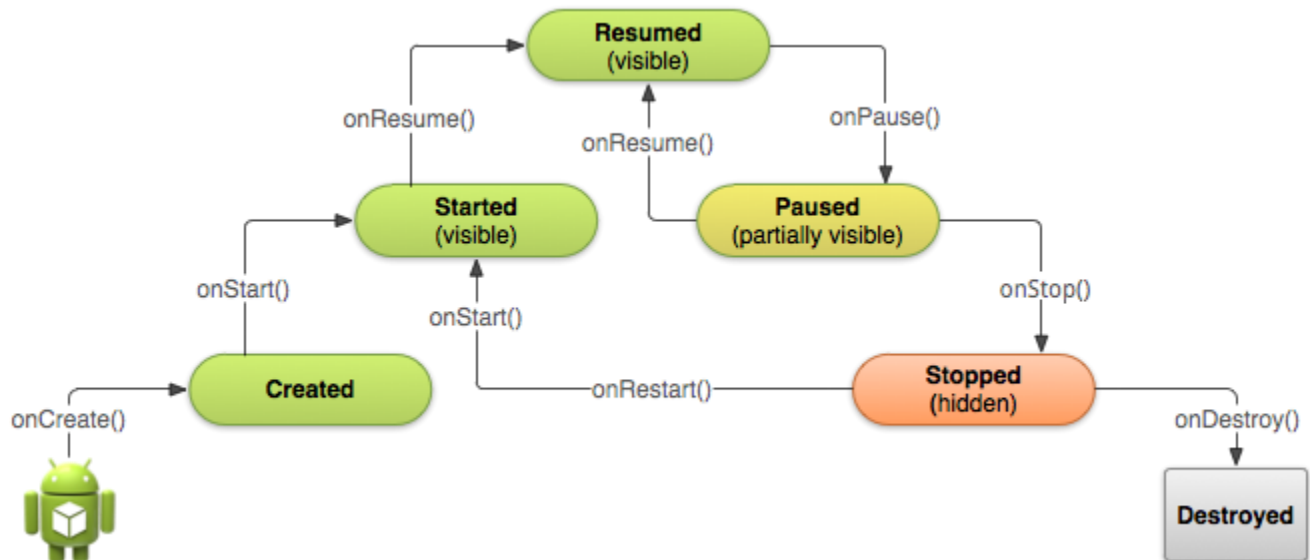 Resumed
(visible)
onResume()
onResume()
onPause()
Started
(visible)
Paused
(partially visible)
onStart()
onStart()
onStop()
Created
onRestart()
Stopped
(hidden)
onCreate()
onDestroy()
Destroyed